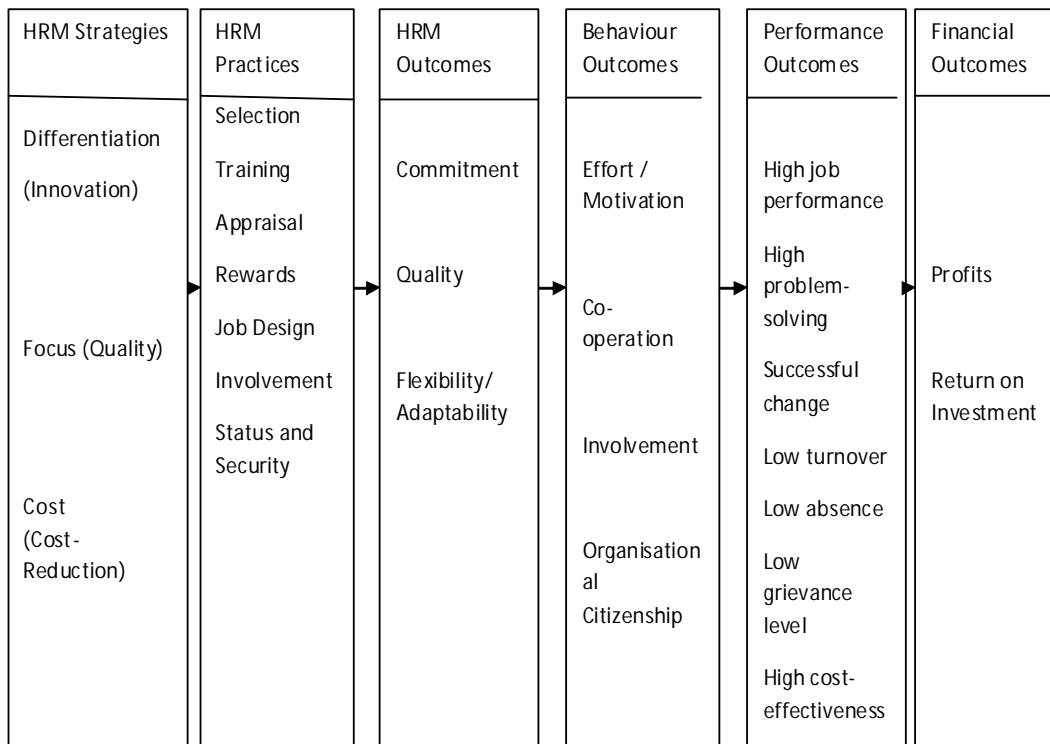 HRM Strategies
Differentiation
(Innovation)
Focus (Quality)
Cost
(Cost-
Reduction)
HRM
Practices
Selection
Training
Appraisal
Rewards
Job Design
Involvement
Status and
Security
HRM
Outcomes
Commitment
Quality
Flexibility/
Adaptability
Behaviour
Outcomes
Effort /
Motivation
Co-
operation
Involvement
Organisation
al
Citizenship
Performance
Outcomes
High job
performance
High
problem-
solving
Successful
change
Low turnover
Low absence
Low
grievance
level
High cost-
effectiveness
Financial
Outcomes
Profits
Return on
Investment